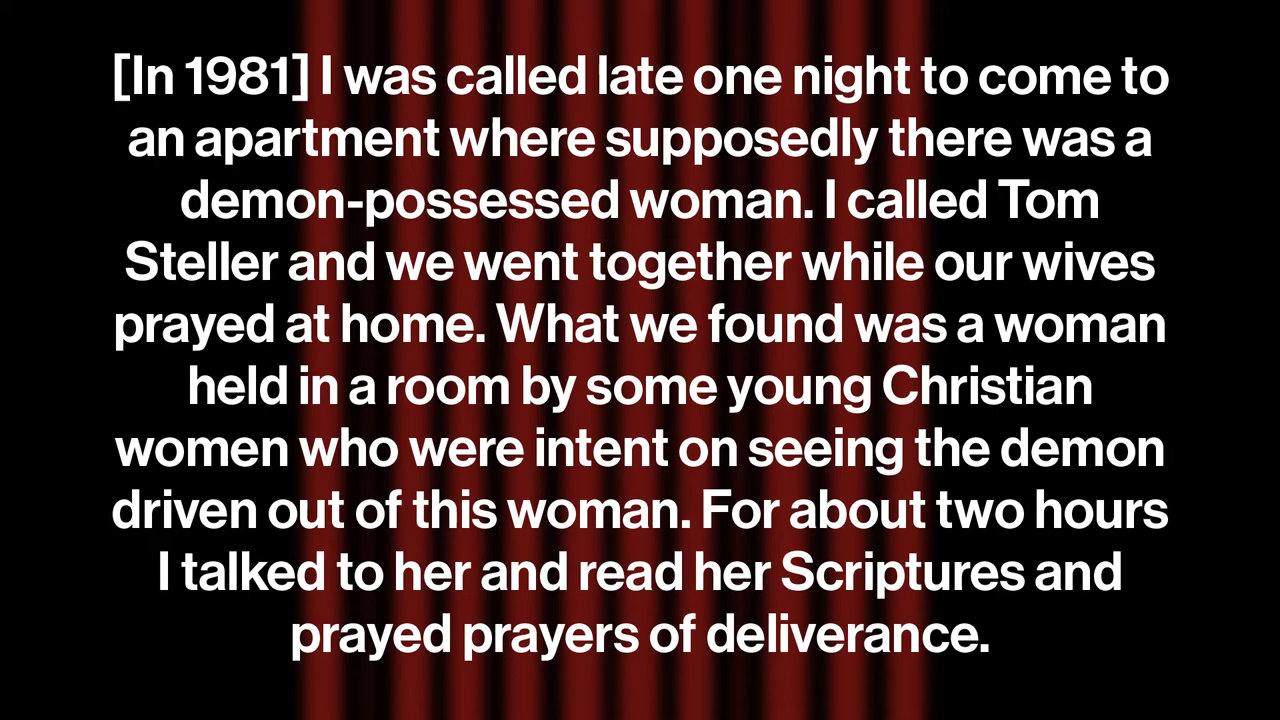 [In 1981] I was called late one night to come to
an apartment where supposedly there was a
demon-possessed woman. I called Tom
Steller and we went together while our wives
prayed at home. What we found was a woman
held in a room by some young Christian
women who were intent on seeing the demon
driven out of this woman. For about two hours
I talked to her and read her Scriptures and
prayed prayers of deliverance.